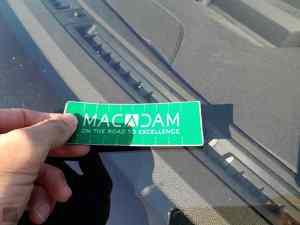 MACADAM
ON THE ROAD TO EXCELLENCE